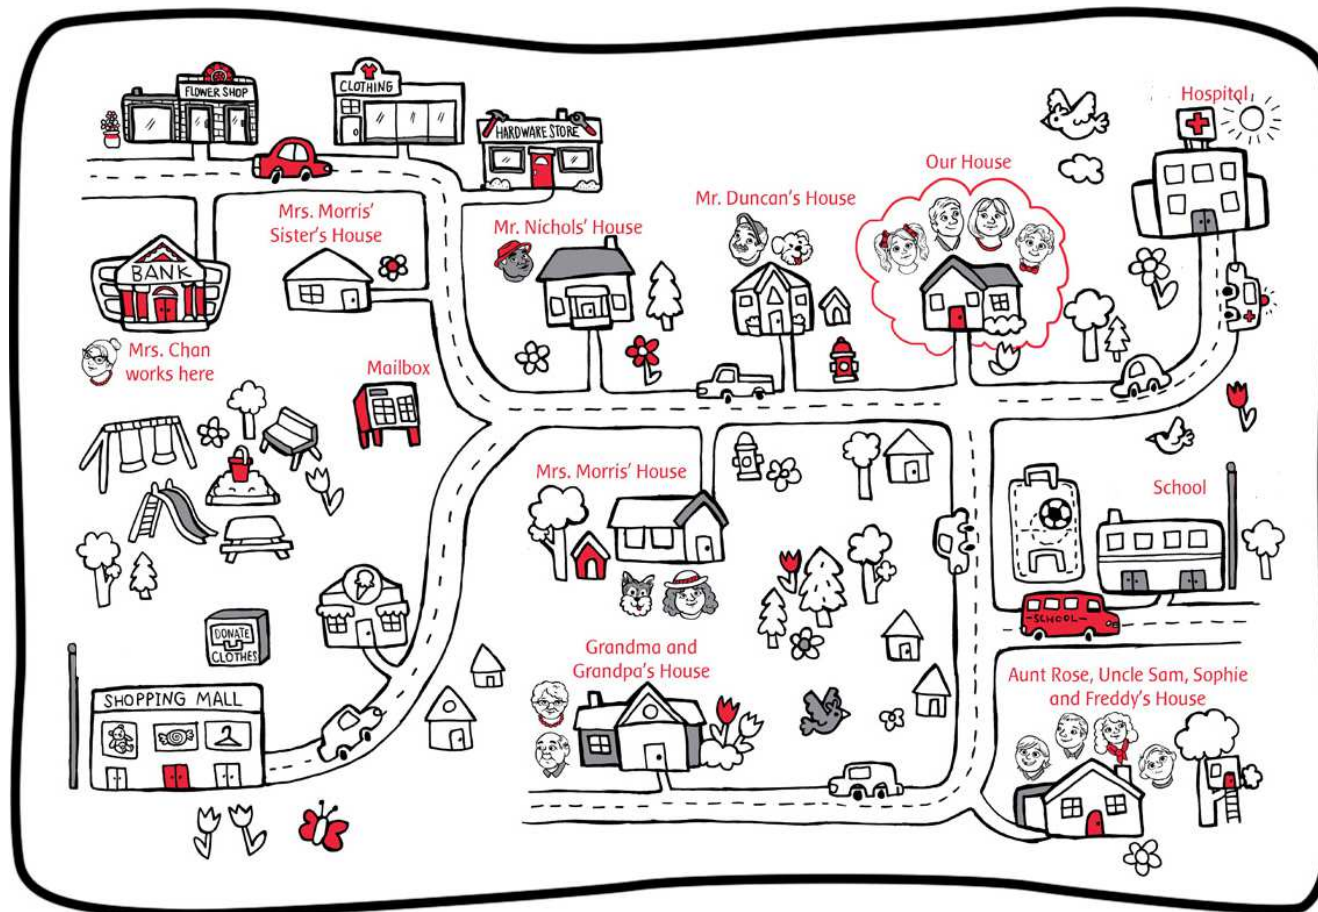 FLOWER SHOP
CLOTHING
HARDWARE STORE
Hospital
Our House
Mr. Duncan's House
Mrs. Morris'
Sister's House
Mr. Nichols' House
BANK
Mrs. Chan
works here
Mailbox
Mrs. Morris' House
School
SCHOOL
DONATE
CLOTHES
Grandma and
Grandpa's House
Aunt Rose, Uncle Sam, Sophie
and Freddy's House
SHOPPING MALL